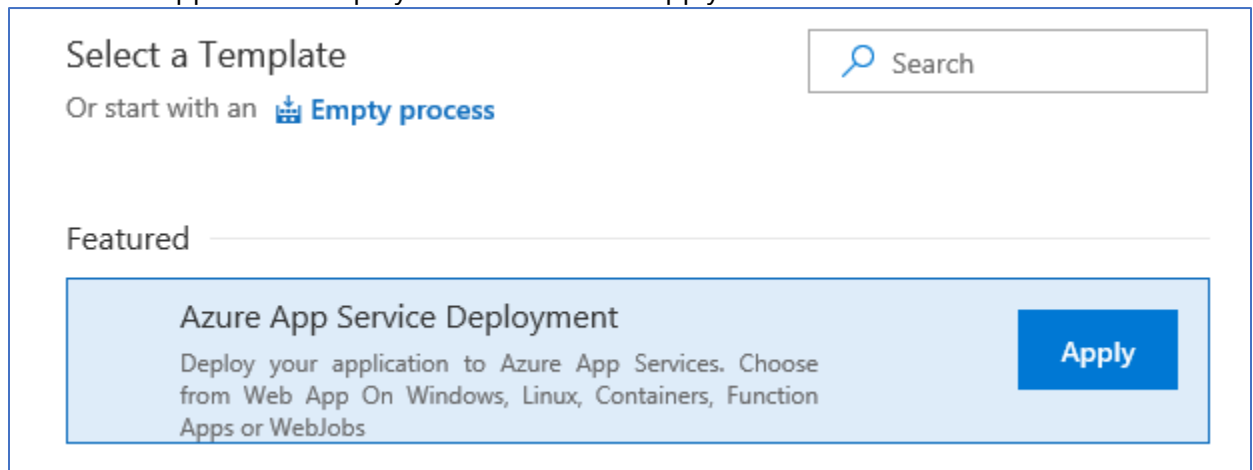 Select a Template
Search
Or start with an Empty process
Featured
Azure App Service Deployment
Deploy your application to Azure App Services. Choose
from Web App On Windows, Linux, Containers, Function
Apps or WebJobs
Apply